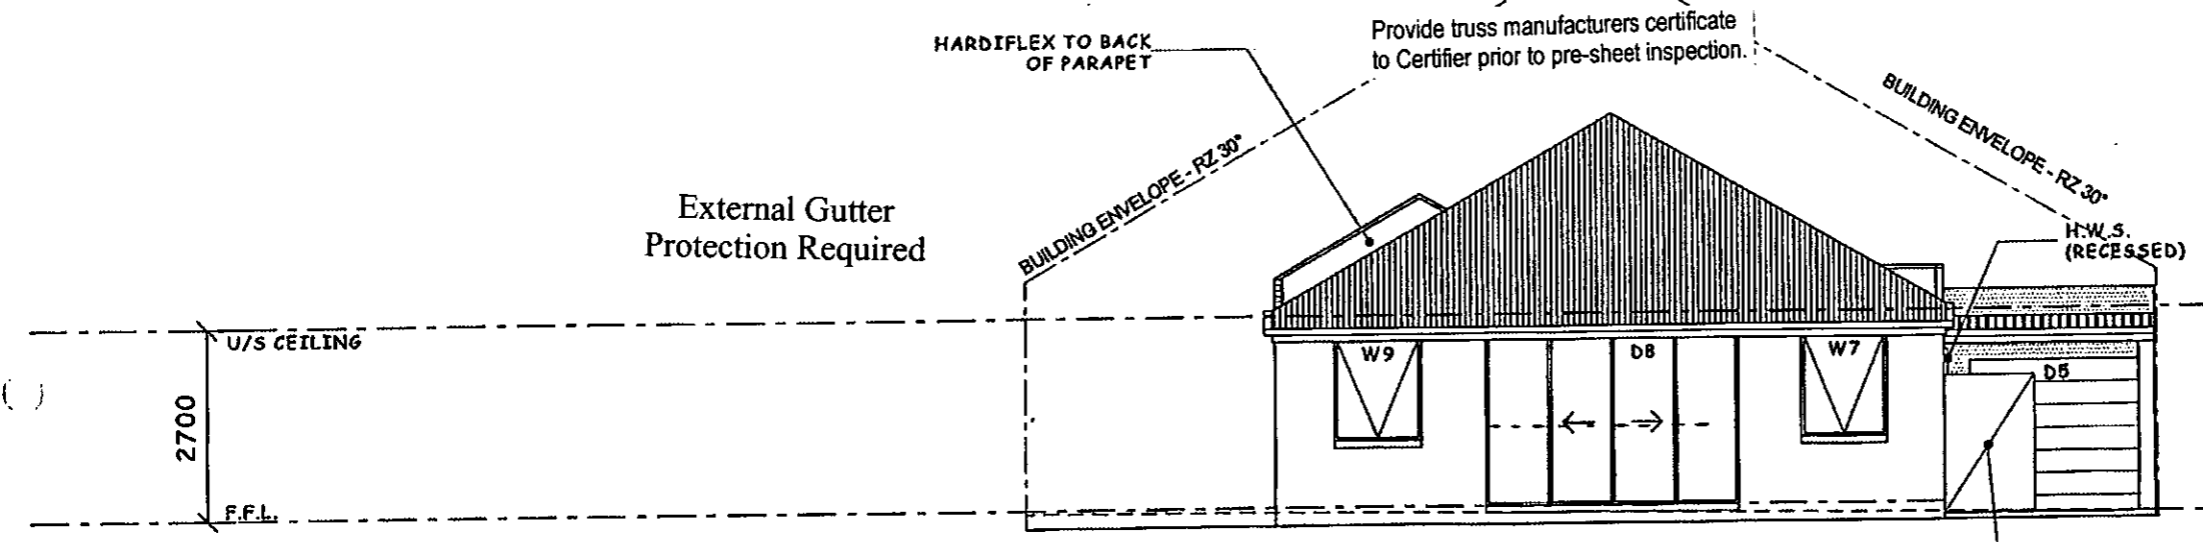 HARDIFLEX TO BACK
OF PARAPET
Provide truss manufacturers certificate
to Certifier prior to pre-sheet inspection.
BUILDING ENVELOPE - RZ 30°
BUILDING ENVELOPE - RZ 30°
External Gutter
Protection Required
H.W.S.
(RECESSED)
U/S CEILING
W9
D8
W7
D5
2700
F.F.L.